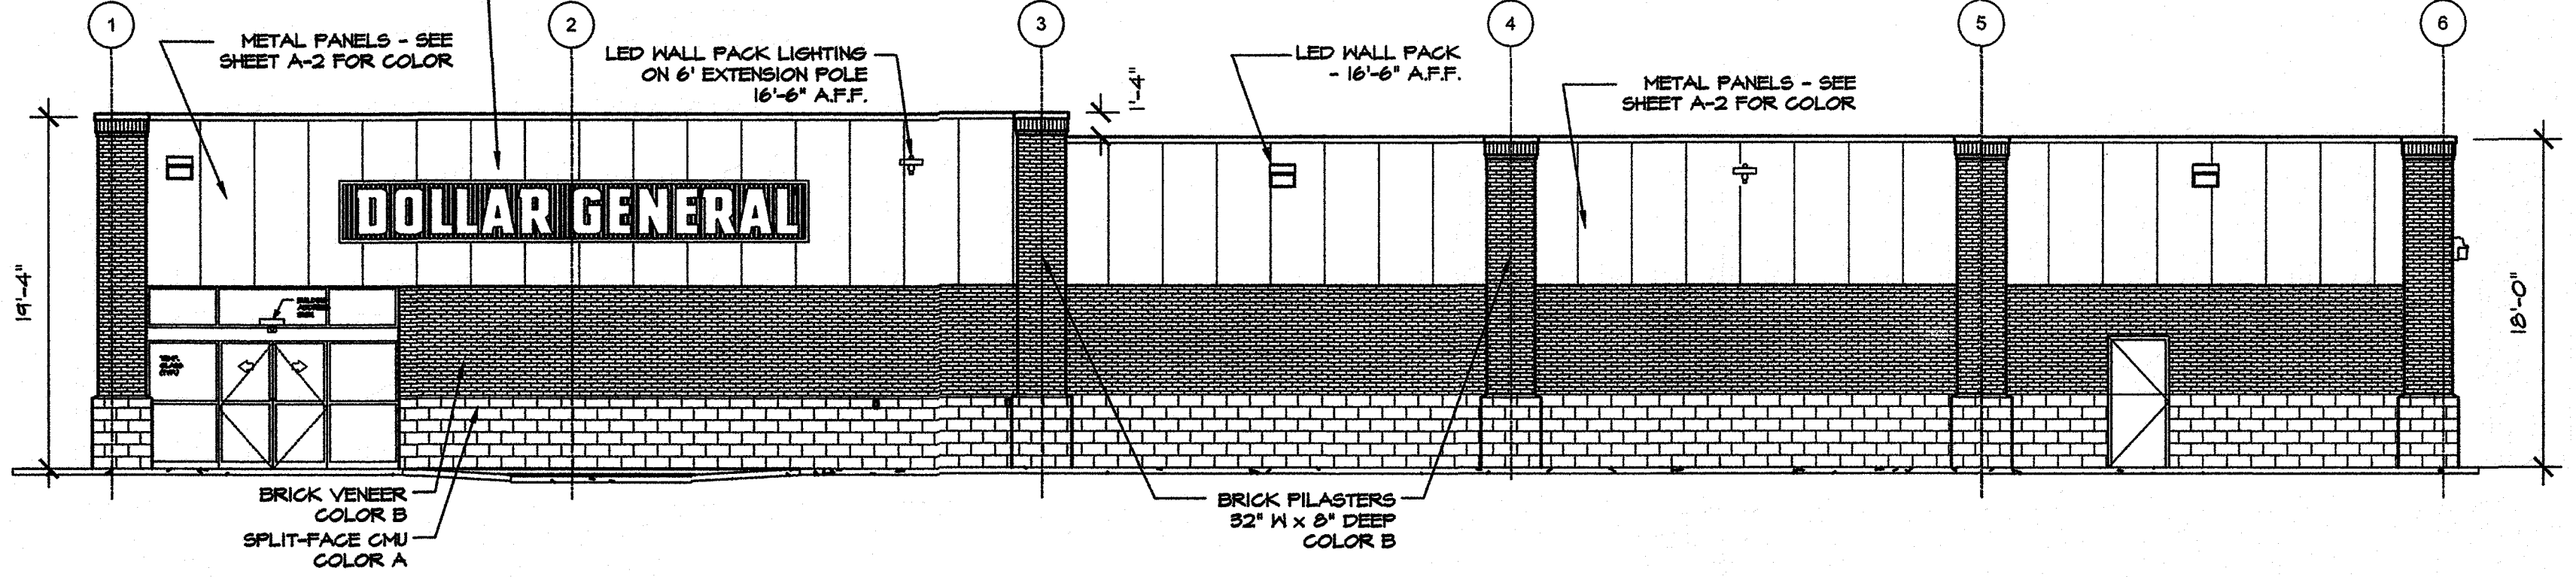 1
2
3
4
5
6
METAL PANELS - SEE
SHEET A-2 FOR COLOR
LED WALL PACK LIGHTING
ON 6' EXTENSION POLE
16'-6" A.F.F.
1'-4"
LED WALL PACK
- 16'-6" A.F.F.
METAL PANELS - SEE
SHEET A-2 FOR COLOR
DOLLAR GENERAL
19'-4"
18'-0"
BRICK VENEER
COLOR B
SPLIT-FACE CMU
COLOR A
BRICK PILASTERS
32" W x 8" DEEP
COLOR B